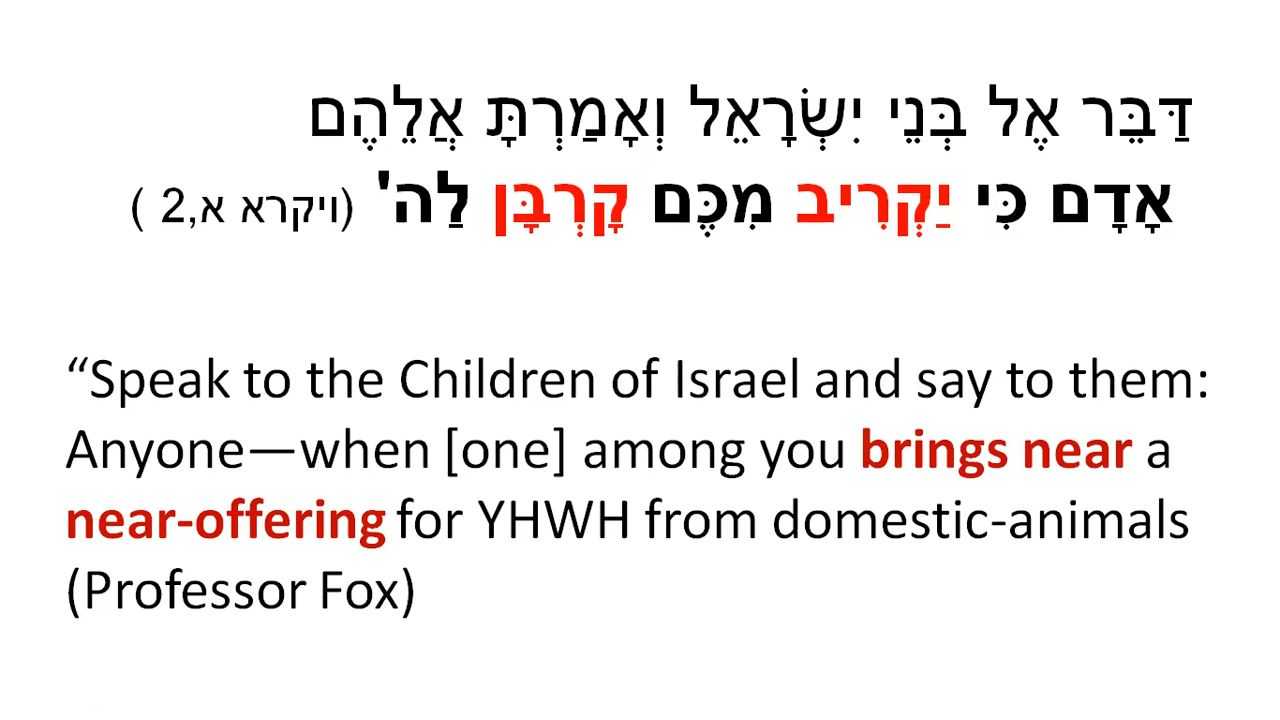 דַּבֵּר אֶל בְּנֵי יִשְׂרָאֵל וְאָמַרְתָּ אֲלֵהֶם
אָדָם כִּי יַקְרִיב מִכֶּם קָרְבָּן לַה' (ויקרא א,2 )
“Speak to the Children of Israel and say to them:
Anyone—when [one] among you brings near a
near-offering for YHWH from domestic-animals
(Professor Fox)